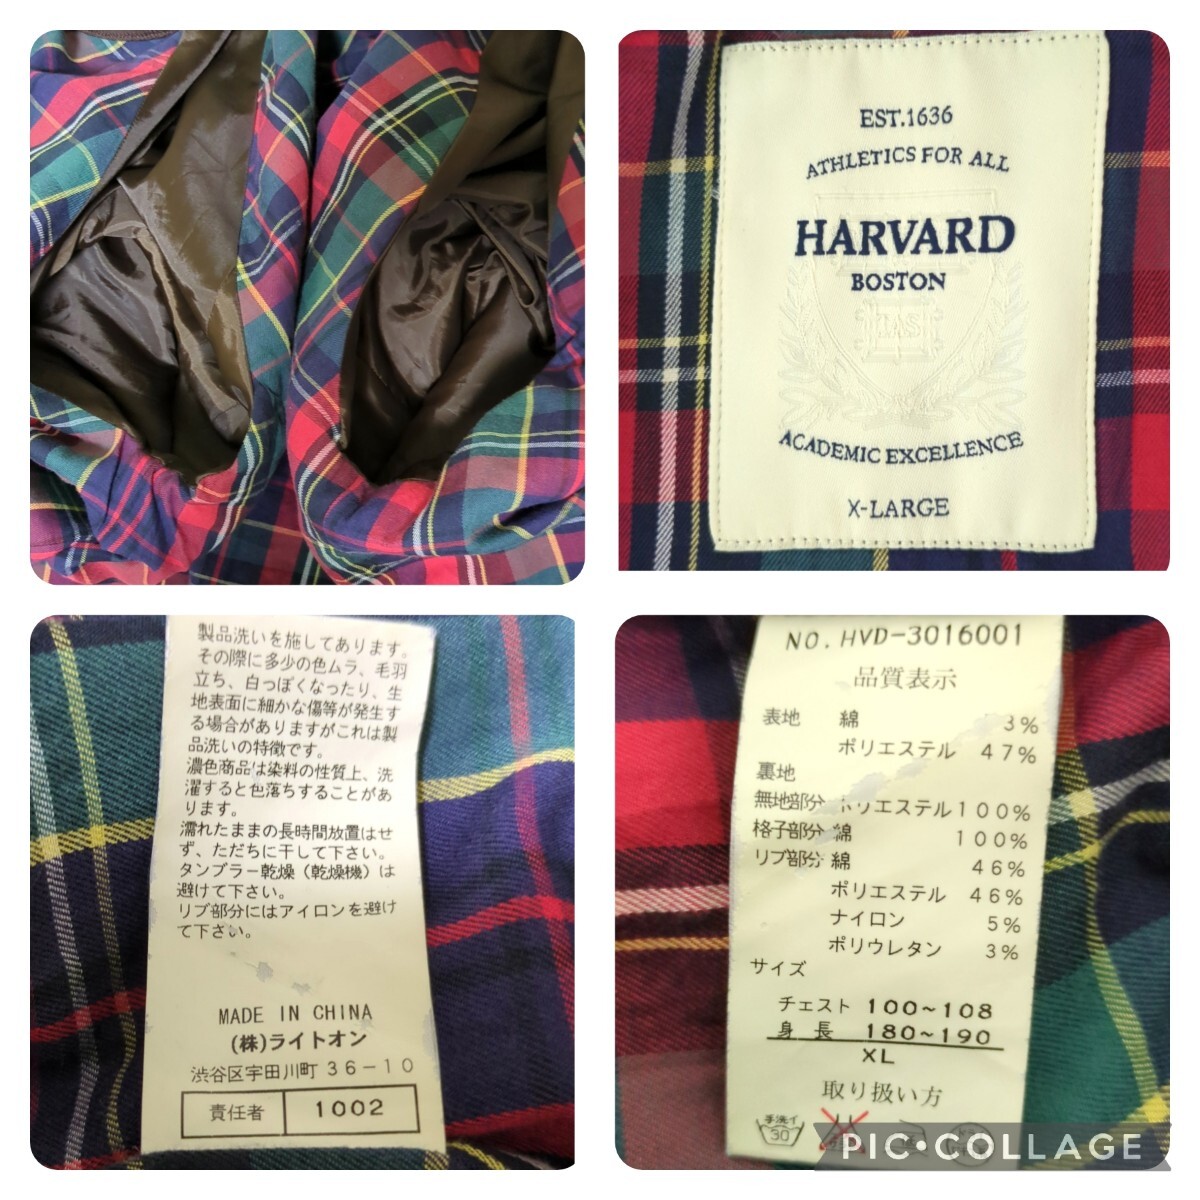 EST.1636
ATHLETICS FOR ALL
HARVARD
BOSTON
ACADEMIC EXCELLENCE
X-LARGE
製品洗いを施してあります。
その際に多少の色ムラ、毛羽
立ち、白っぽくなったり、生
地表面に細かな傷等が発生す
る場合がありますがこれは製
品洗いの特徴です。
濃色商品は染料の性質上、洗
濯すると色落ちすることがあ
ります。
濡れたままの長時間放置はせ
ず、ただちに干して下さい。
タンブラー乾燥(乾燥機)は
避けて下さい。
リブ部分にはアイロンを避け
て下さい。
MADE IN CHINA
(株)ライトオン
渋谷区宇田川町36-10
責任者 1002
NO.HVD-3016001
品質表示
表地 綿 3%
ポリエステル 47%
裏地
無地部分 ポリエステル100%
格子部分 綿 100%
リブ部分 綿 46%
ポリエステル 46%
ナイロン 5%
ポリウレタン 3%
サイズ
チェスト 100~108
身長 180~190
XL
取り扱い方
手洗イ
30
PIC•COLLAGE